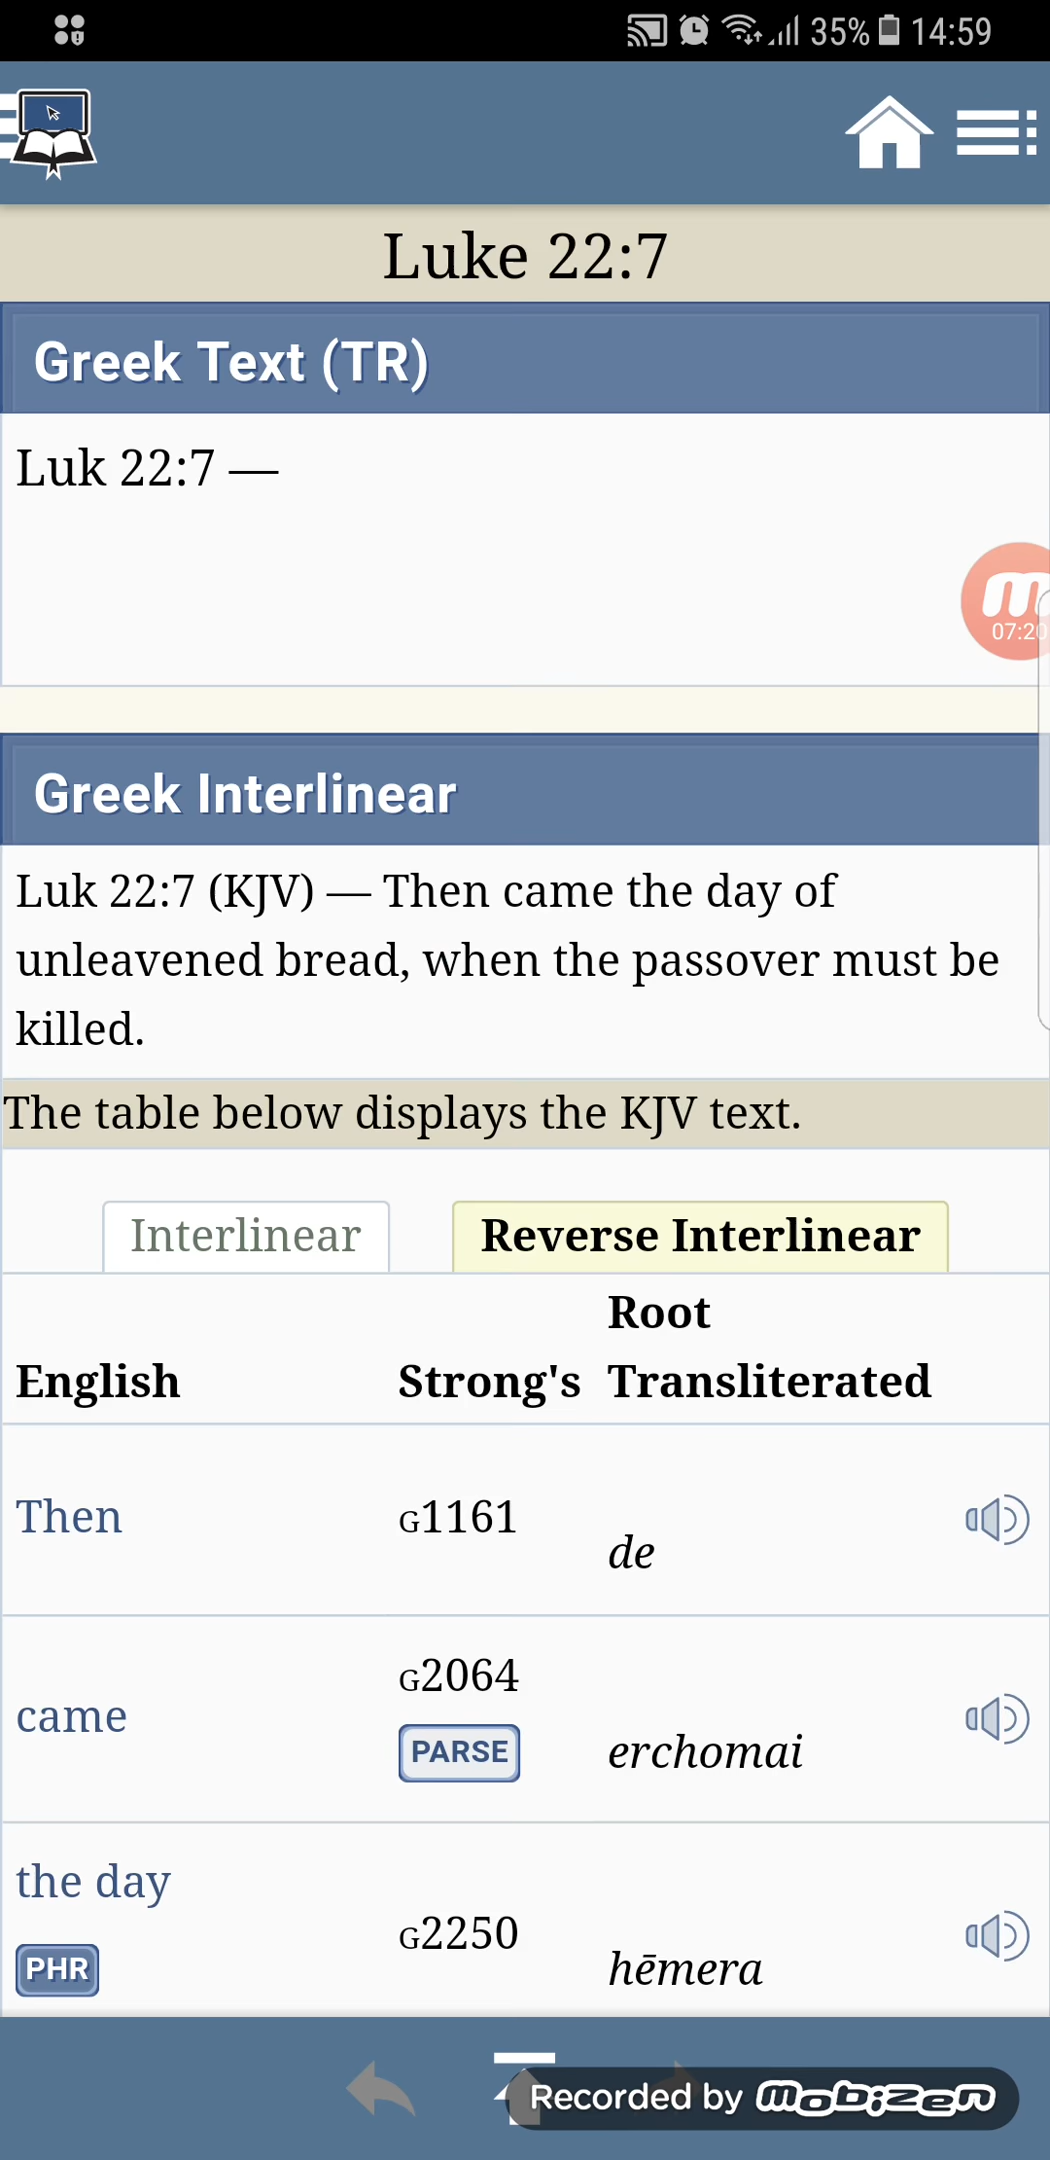 35% 14:59
Luke 22:7
Greek Text (TR)
Luk 22:7 —
07:20
Greek Interlinear
Luk 22:7 (KJV) — Then came the day of
unleavened bread, when the passover must be
killed.
The table below displays the KJV text.
Interlinear Reverse Interlinear
Root
English Strong's Transliterated
Then G1161 de
came G2064 erchomai
PARSE
the day G2250 hēmera
PHR
Recorded by mobizen